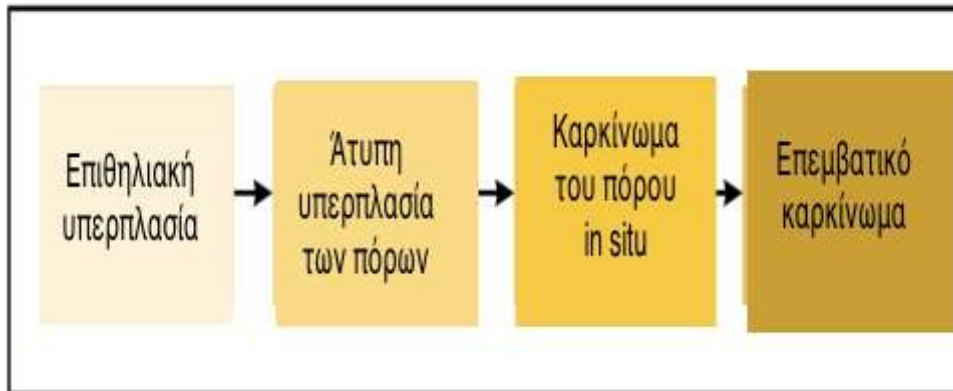 Επιθηλιακή
υπερπλασία
Άτυπη
υπερπλασία
των πόρων
Καρκίνωμα
του πόρου
in situ
Επεμβατικό
καρκίνωμα